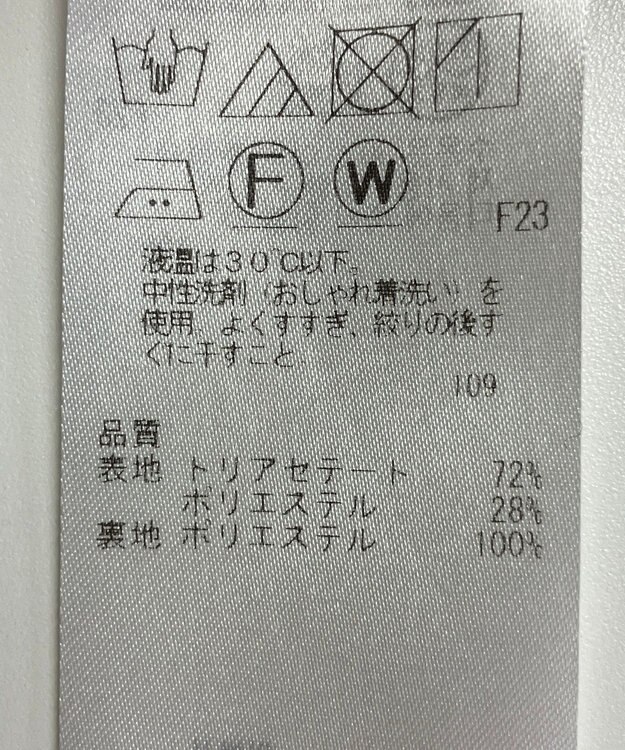 F W
F23
液温は30℃以下。
中性洗剤（おしゃれ着洗い）を
使用、よくすすぎ、絞りの後す
ぐに干すこと。
109
品質
表地 トリアセテート 72%
ポリエステル 28%
裏地 ポリエステル 100%